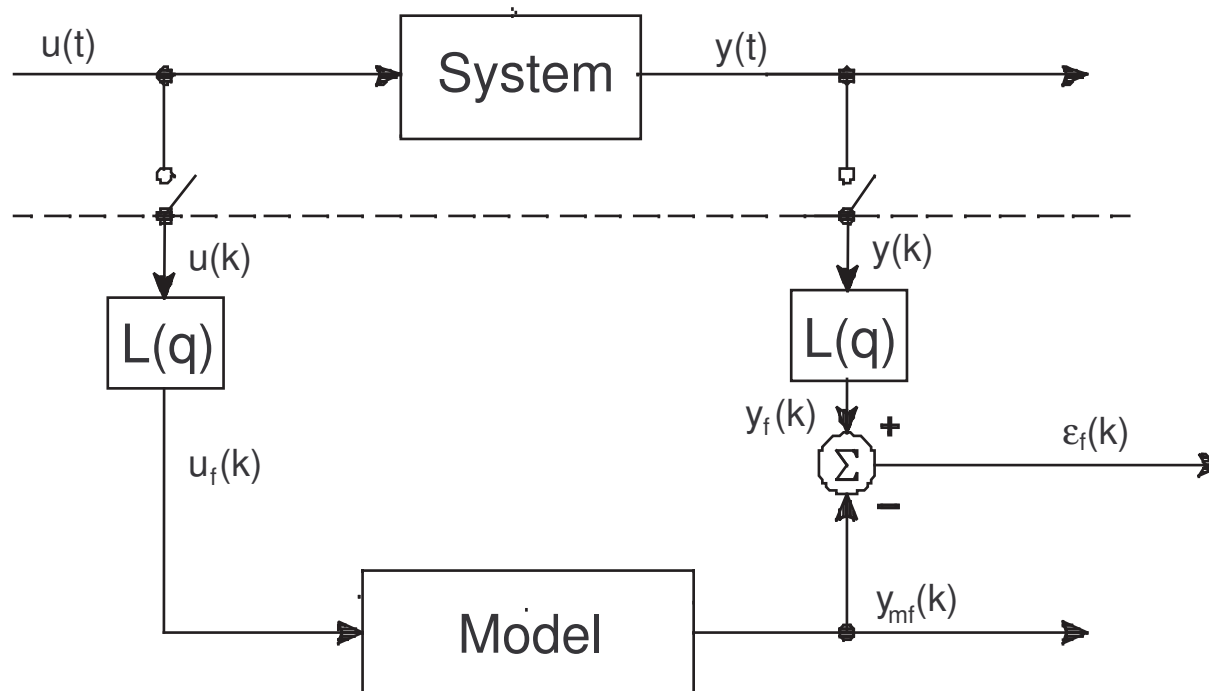 u(t)
System
y(t)
u(k)
y(k)
L(q)
L(q)
y_f(k)
+
ε_f(k)
u_f(k)
Σ
−
y_mf(k)
Model